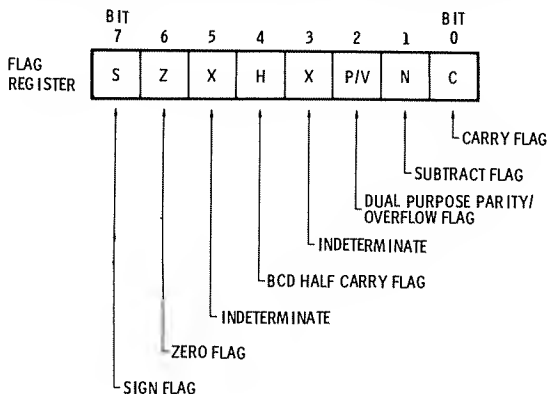 BIT BIT
7 6 5 4 3 2 1 0
FLAG
REGISTER
S Z X H X P/V N C
CARRY FLAG
SUBTRACT FLAG
DUAL PURPOSE PARITY/
OVERFLOW FLAG
INDETERMINATE
BCD HALF CARRY FLAG
INDETERMINATE
ZERO FLAG
SIGN FLAG